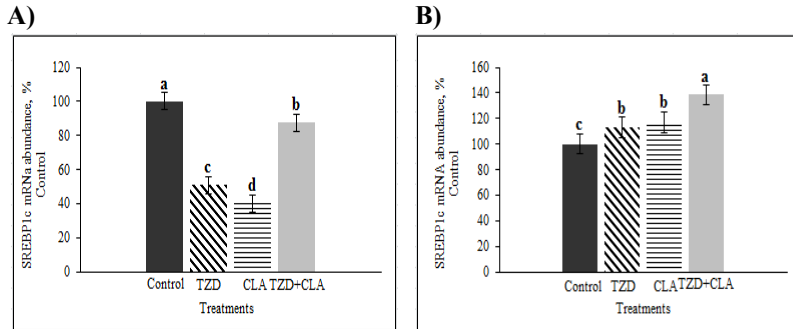 A)
SREBP1c mRNa abundance, %
Control
120
100
80
60
40
20
0
a
c
d
b
Control TZD CLA TZD+CLA
Treatments
B)
SREBP1c mRNA abundance, %
Control
160
140
120
100
80
60
40
20
0
c
b
b
a
Control TZD CLA TZD+CLA
Treatments